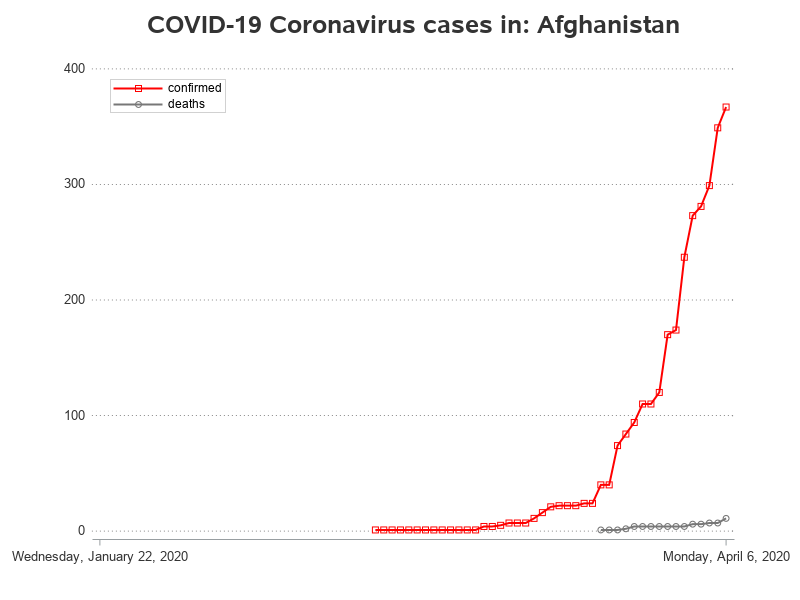 COVID-19 Coronavirus cases in: Afghanistan
400
confirmed
deaths
300
200
100
0
Wednesday, January 22, 2020
Monday, April 6, 2020